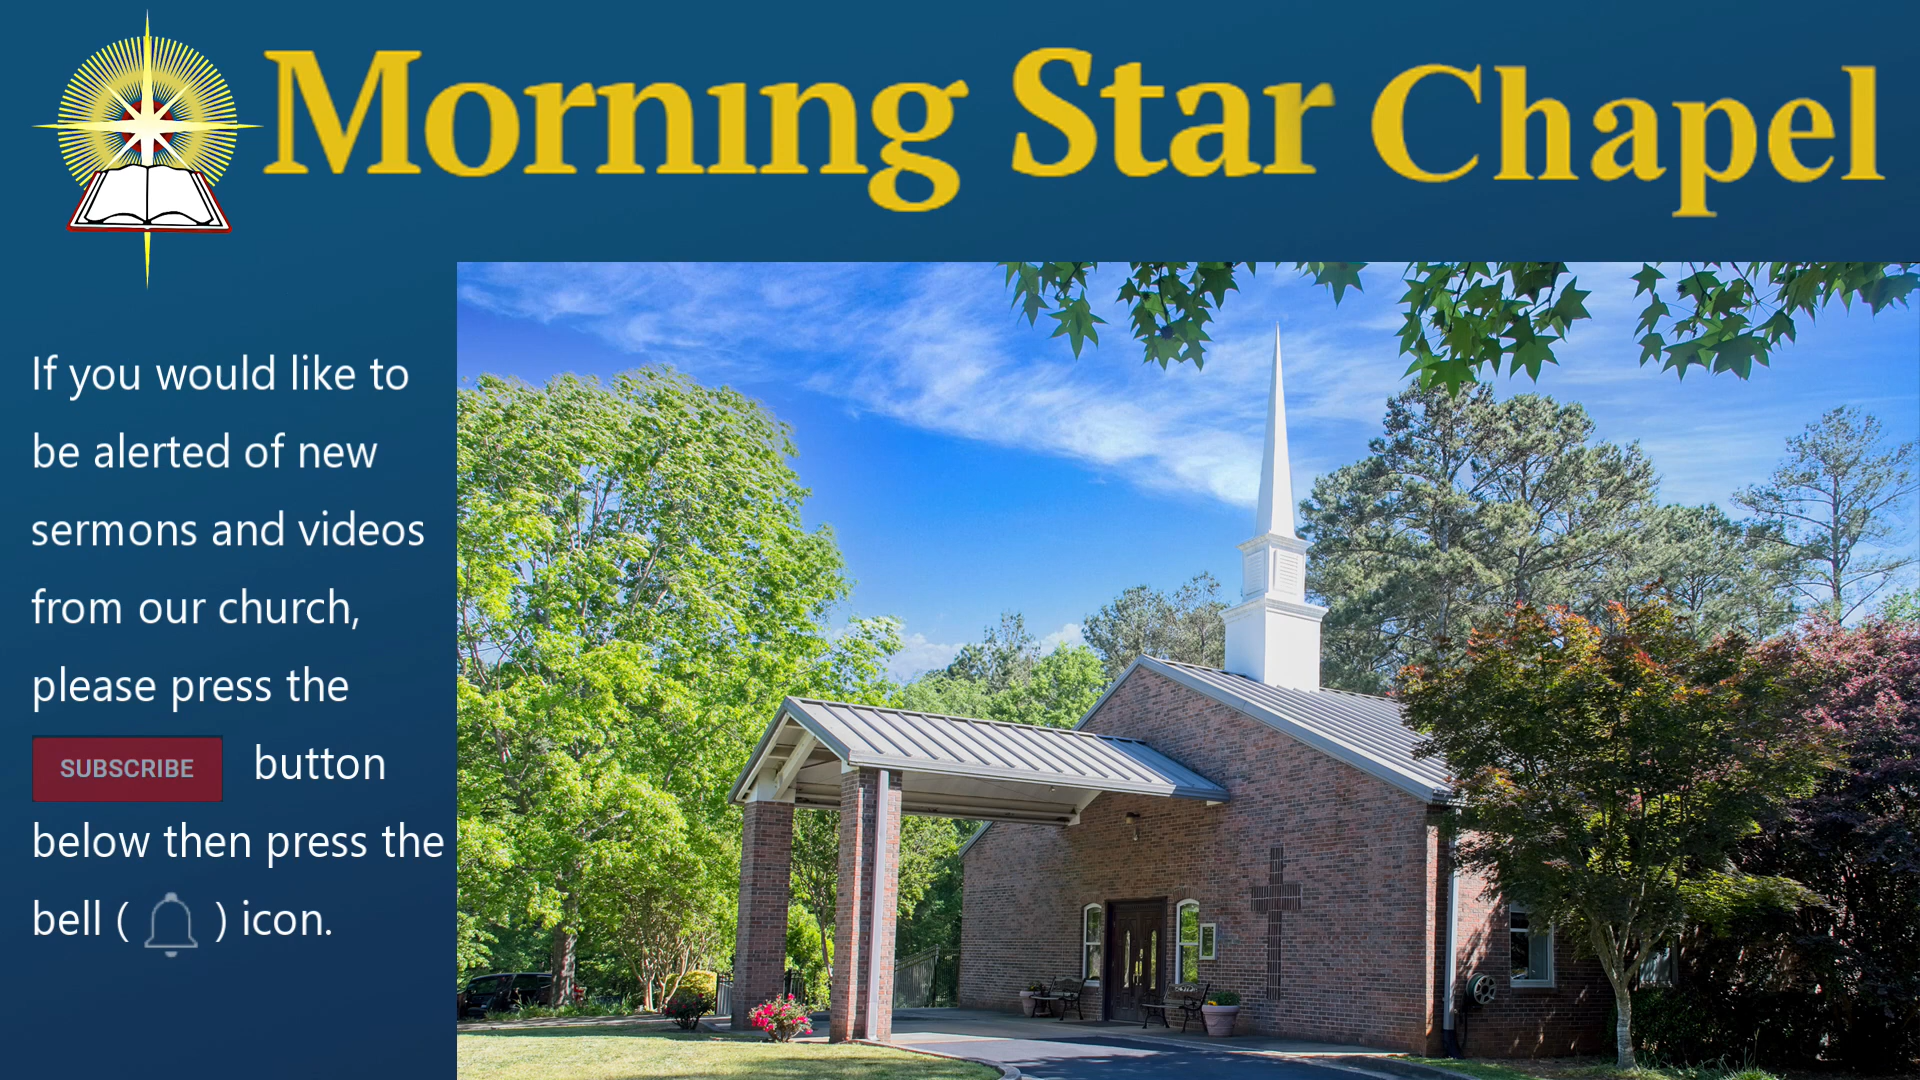 Morning Star Chapel
If you would like to
be alerted of new
sermons and videos
from our church,
please press the
SUBSCRIBE button
below then press the
bell ( ) icon.